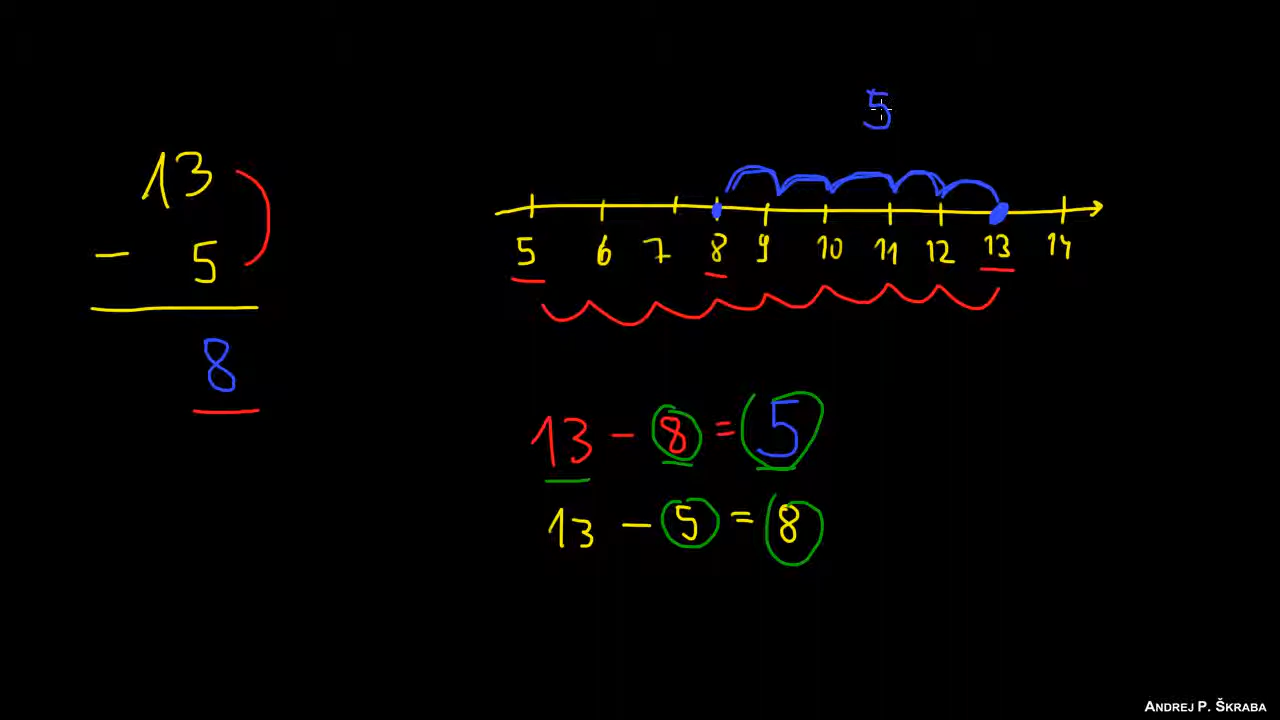 13
- 5
8
5
5 6 7 8 9 10 11 12 13 14
13 - 8 = 5
13 - 5 = 8
ANDREJ P. ŠKRABA